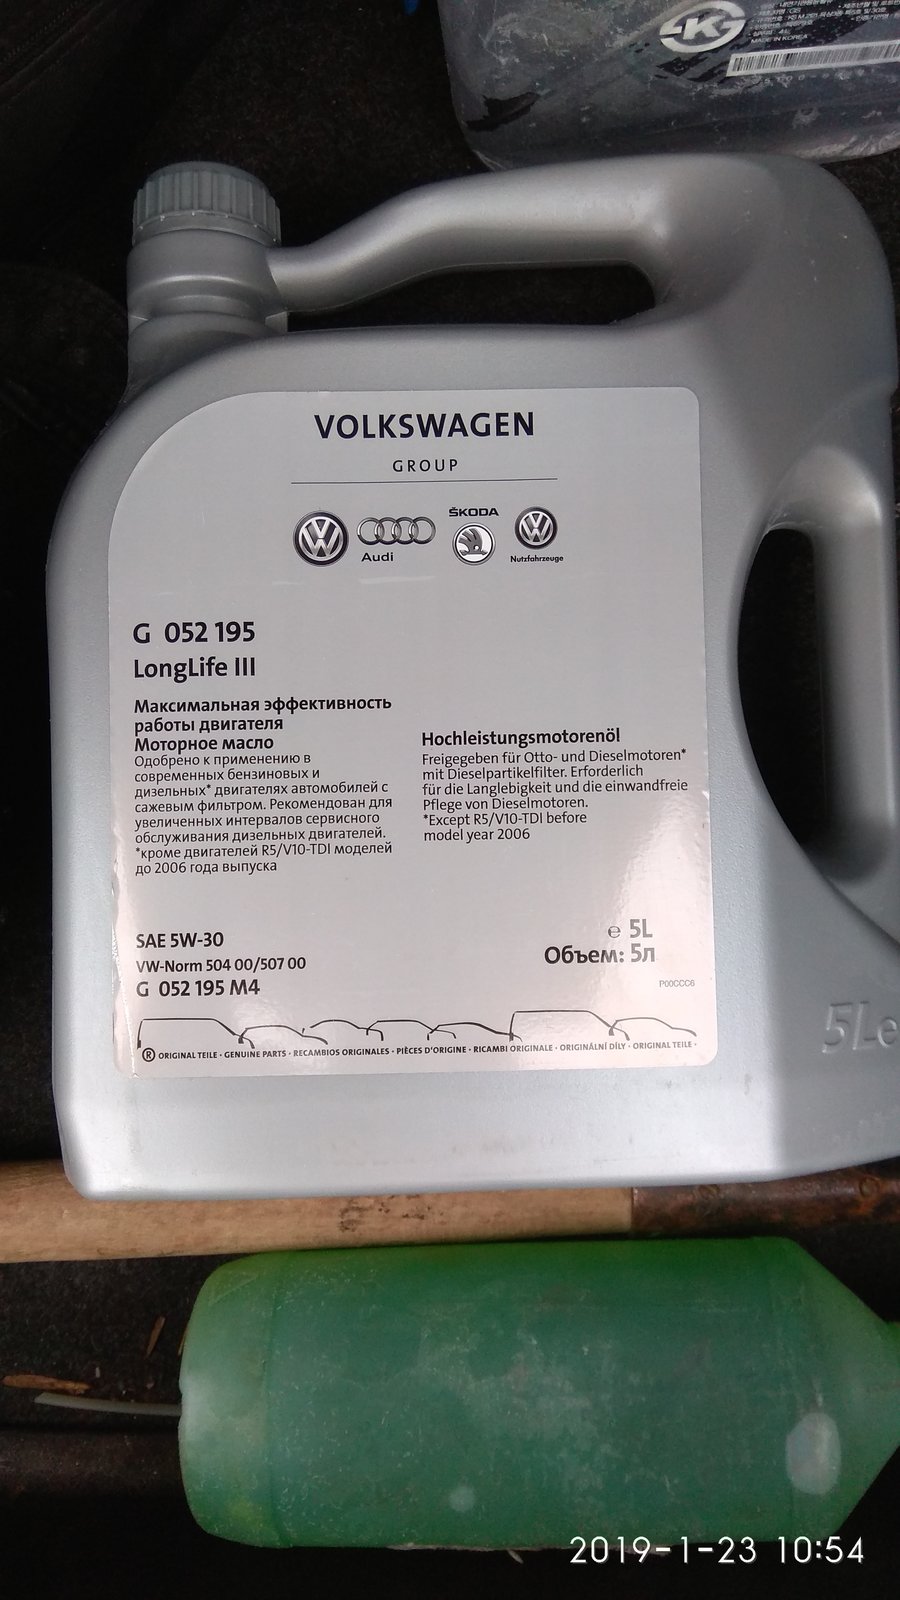 MADE IN KOREA
VOLKSWAGEN
GROUP
Audi
ŠKODA
Nutzfahrzeuge
G 052 195
LongLife III
Максимальная эффективность
работы двигателя
Моторное масло
Одобрено к применению в
современных бензиновых и
дизельных* двигателях автомобилей с
сажевым фильтром. Рекомендован для
увеличенных интервалов сервисного
обслуживания дизельных двигателей.
*кроме двигателей R5/V10-TDI моделей
до 2006 года выпуска
Hochleistungsmotorenöl
Freigegeben für Otto- und Dieselmotoren*
mit Dieselpartikelfilter. Erforderlich
für die Langlebigkeit und die einwandfreie
Pflege von Dieselmotoren.
*Except R5/V10-TDI before
model year 2006
SAE 5W-30
VW-Norm 504 00/507 00
G 052 195 M4
℮ 5L
Объем: 5л
P00CCC6
® ORIGINAL TEILE · GENUINE PARTS · RECAMBIOS ORIGINALES · PIÈCES D'ORIGINE · RICAMBI ORIGINALE · ORIGINÁLNÍ DÍLY · ORIGINAL TEILE ·
5Le
2019-1-23 10:54